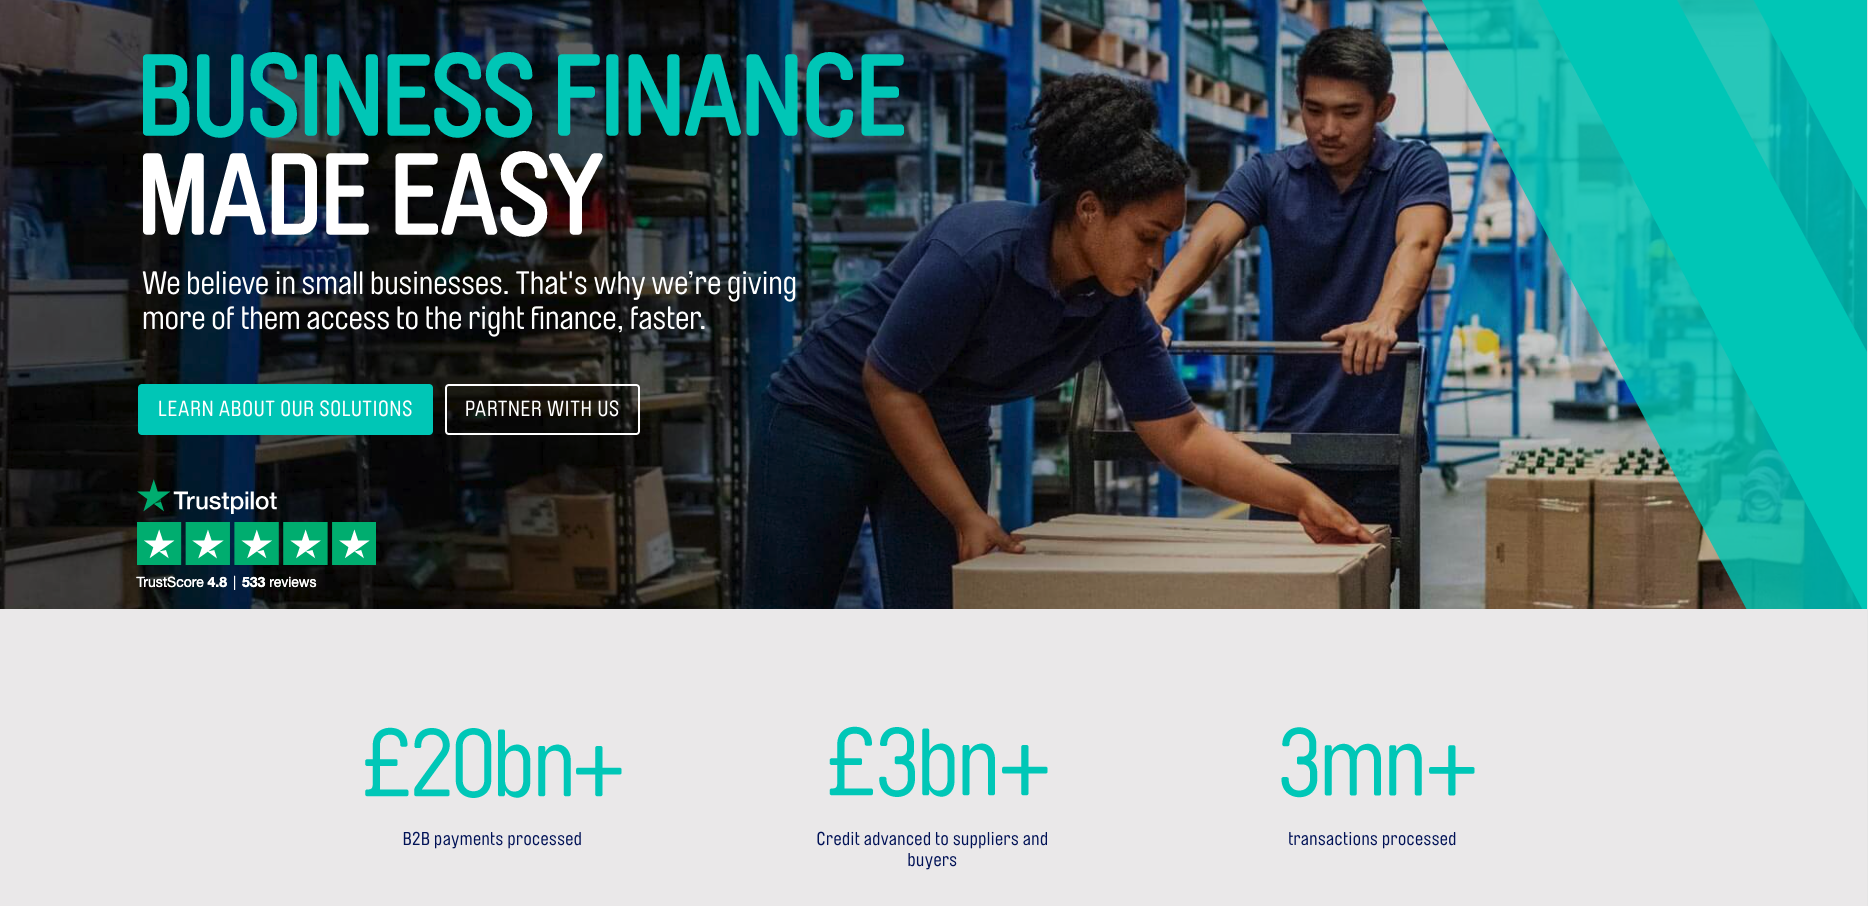 BUSINESS FINANCE
MADE EASY
We believe in small businesses. That's why we’re giving
more of them access to the right finance, faster.
LEARN ABOUT OUR SOLUTIONS
PARTNER WITH US
Trustpilot
TrustScore 4.8 | 533 reviews
£20bn+
B2B payments processed
£3bn+
Credit advanced to suppliers and
buyers
3mn+
transactions processed